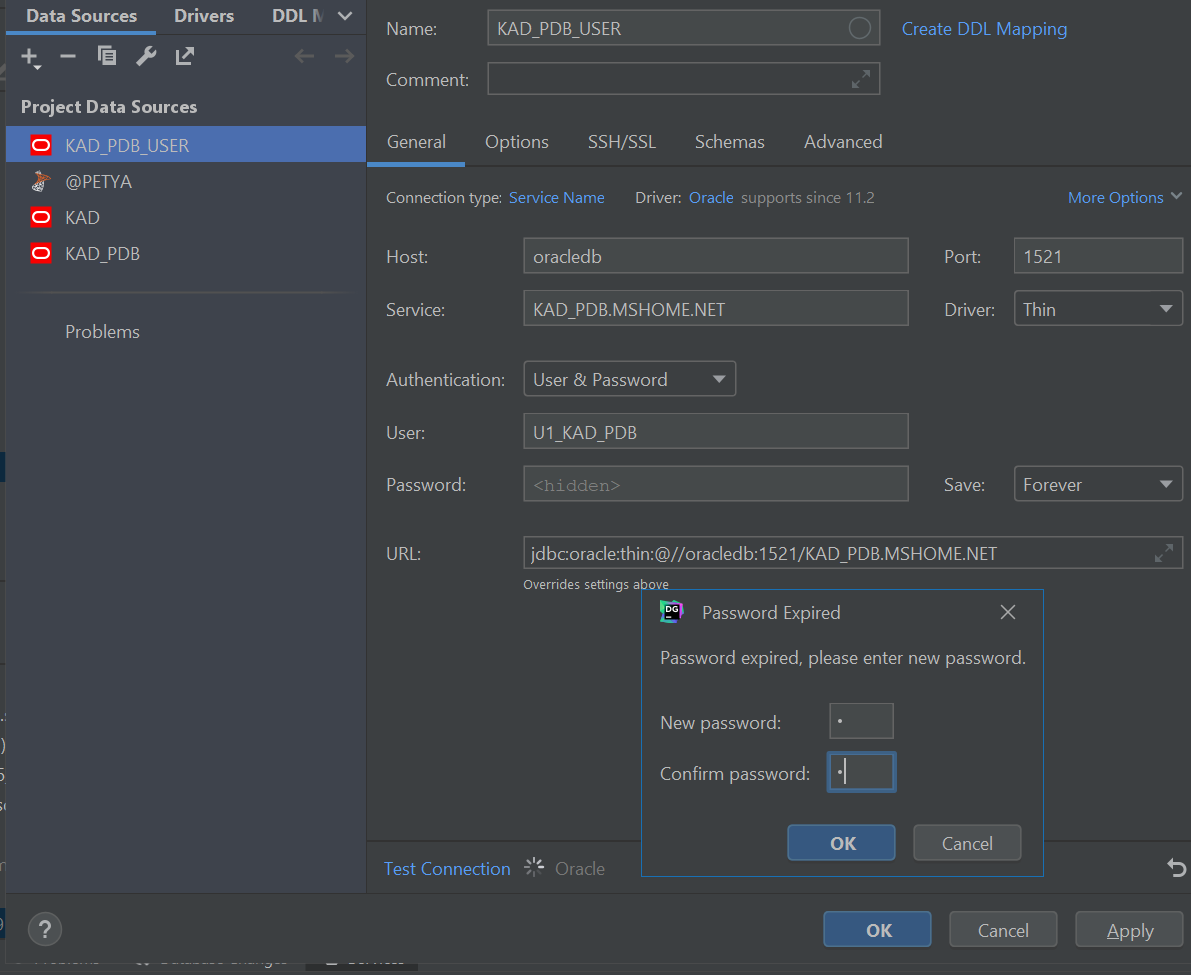 Data Sources Drivers DDL M
Project Data Sources
KAD_PDB_USER
@PETYA
KAD
KAD_PDB
Problems
Name: KAD_PDB_USER Create DDL Mapping
Comment:
General Options SSH/SSL Schemas Advanced
Connection type: Service Name Driver: Oracle supports since 11.2 More Options
Host: oracledb Port: 1521
Service: KAD_PDB.MSHOME.NET Driver: Thin
Authentication: User & Password
User: U1_KAD_PDB
Password: <hidden> Save: Forever
URL: jdbc:oracle:thin:@//oracledb:1521/KAD_PDB.MSHOME.NET
Overrides settings above
DG Password Expired
Password expired, please enter new password.
New password:
Confirm password:
OK Cancel
Test Connection Oracle
? OK Cancel Apply